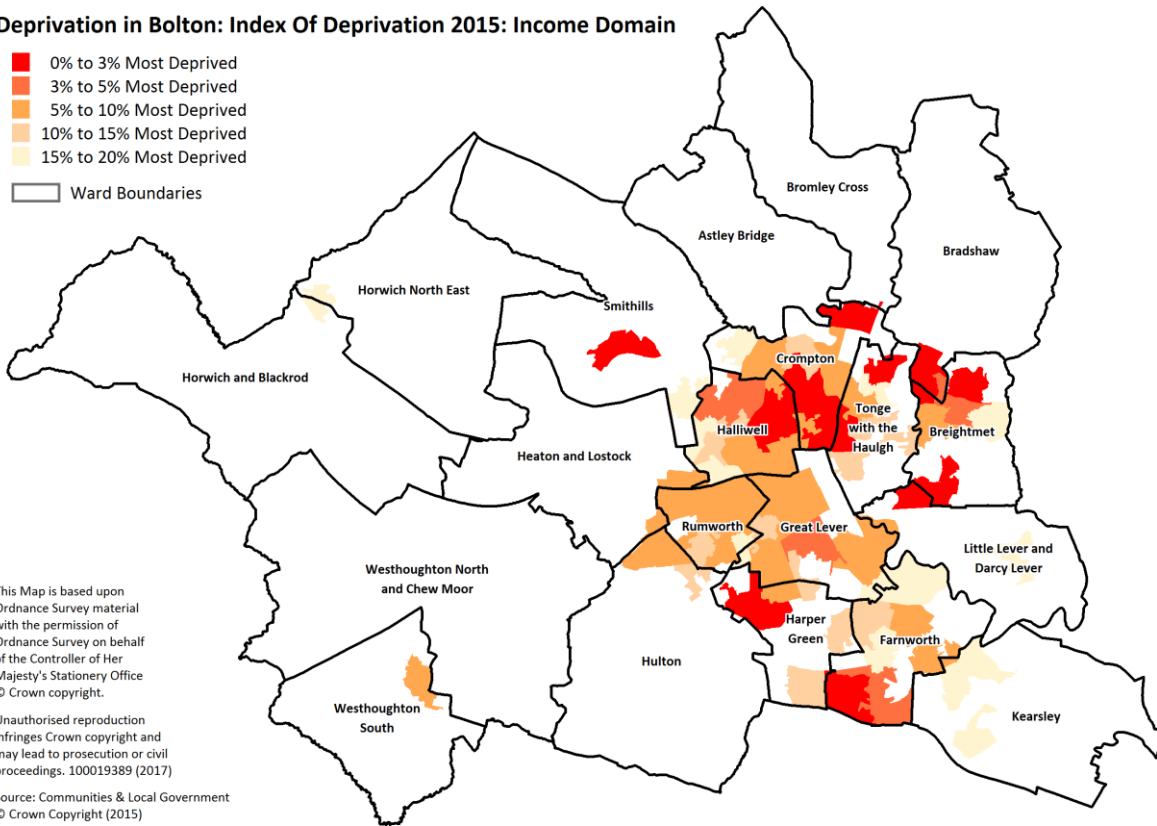 Deprivation in Bolton: Index Of Deprivation 2015: Income Domain
0% to 3% Most Deprived
3% to 5% Most Deprived
5% to 10% Most Deprived
10% to 15% Most Deprived
15% to 20% Most Deprived
Ward Boundaries
Bromley Cross
Astley Bridge
Bradshaw
Horwich North East
Smithills
Horwich and Blackrod
Crompton
Tonge
with the
Haulgh
Halliwell
Breightmet
Heaton and Lostock
Rumworth
Great Lever
Little Lever and
Darcy Lever
Westhoughton North
and Chew Moor
Harper
Green
Farnworth
Hulton
Westhoughton
South
Kearsley
This Map is based upon
Ordnance Survey material
with the permission of
Ordnance Survey on behalf
of the Controller of Her
Majesty's Stationery Office
© Crown copyright.
Unauthorised reproduction
infringes Crown copyright and
may lead to prosecution or civil
proceedings. 100019389 (2017)
Source: Communities & Local Government
© Crown Copyright (2015)